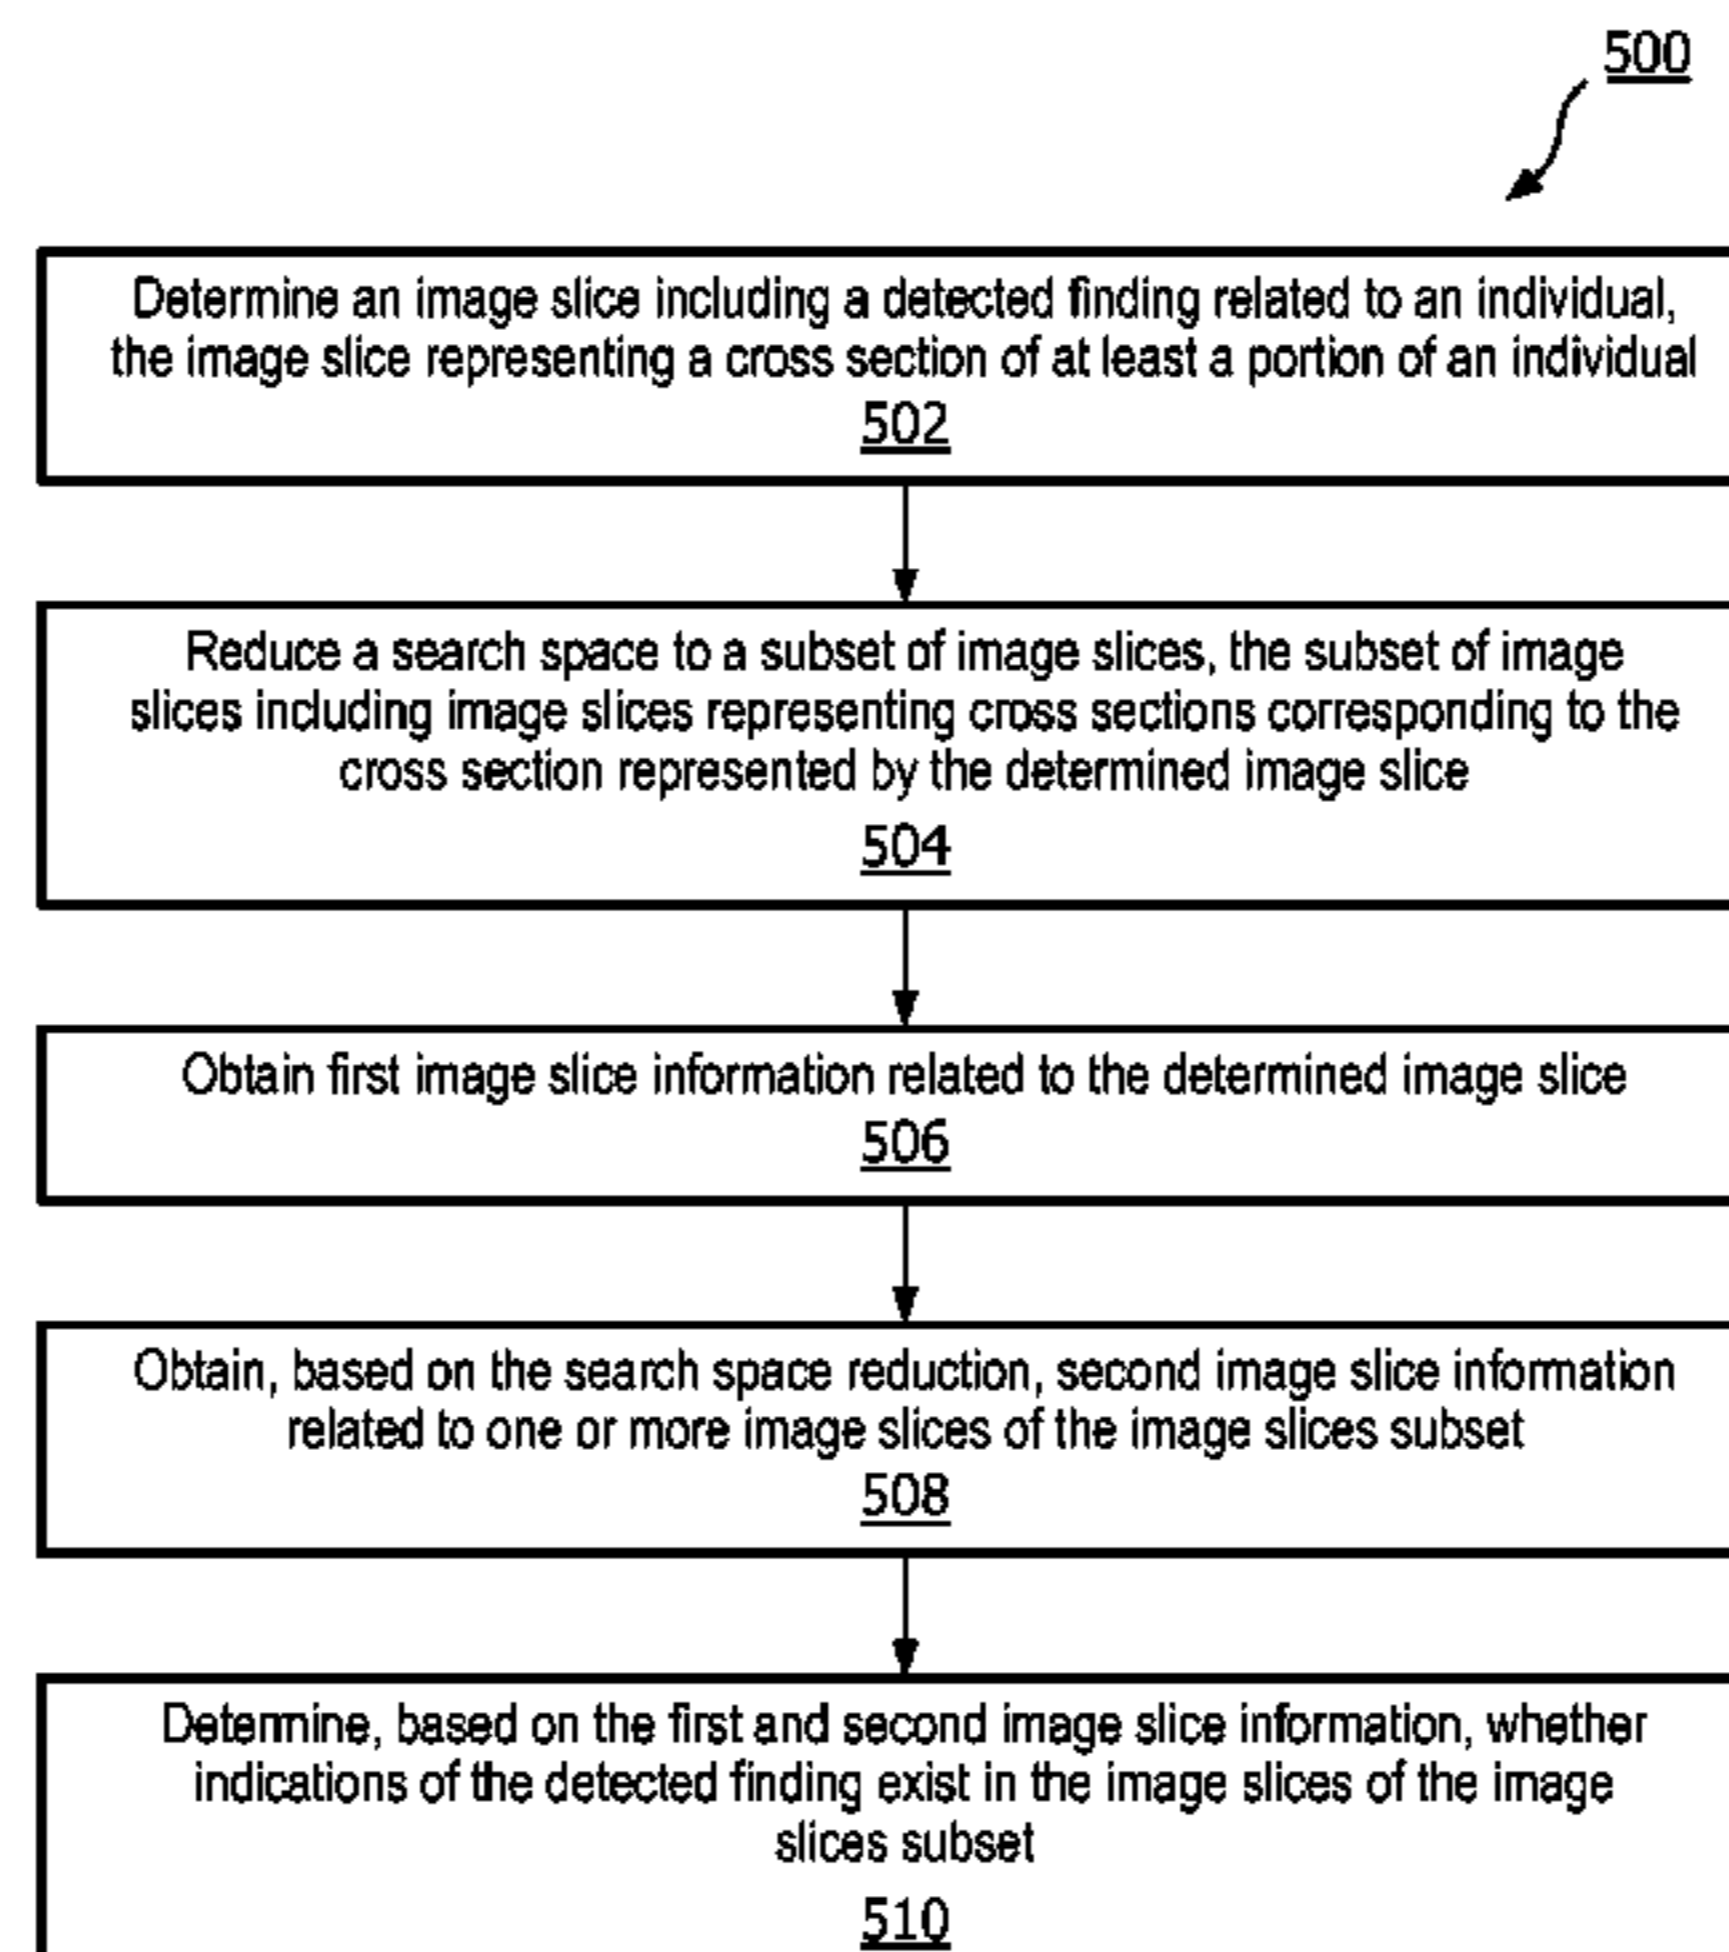 500
Determine an image slice including a detected finding related to an individual,
the image slice representing a cross section of at least a portion of an individual
502
Reduce a search space to a subset of image slices, the subset of image
slices including image slices representing cross sections corresponding to the
cross section represented by the determined image slice
504
Obtain first image slice information related to the determined image slice
506
Obtain, based on the search space reduction, second image slice information
related to one or more image slices of the image slices subset
508
Determine, based on the first and second image slice information, whether
indications of the detected finding exist in the image slices of the image
slices subset
510